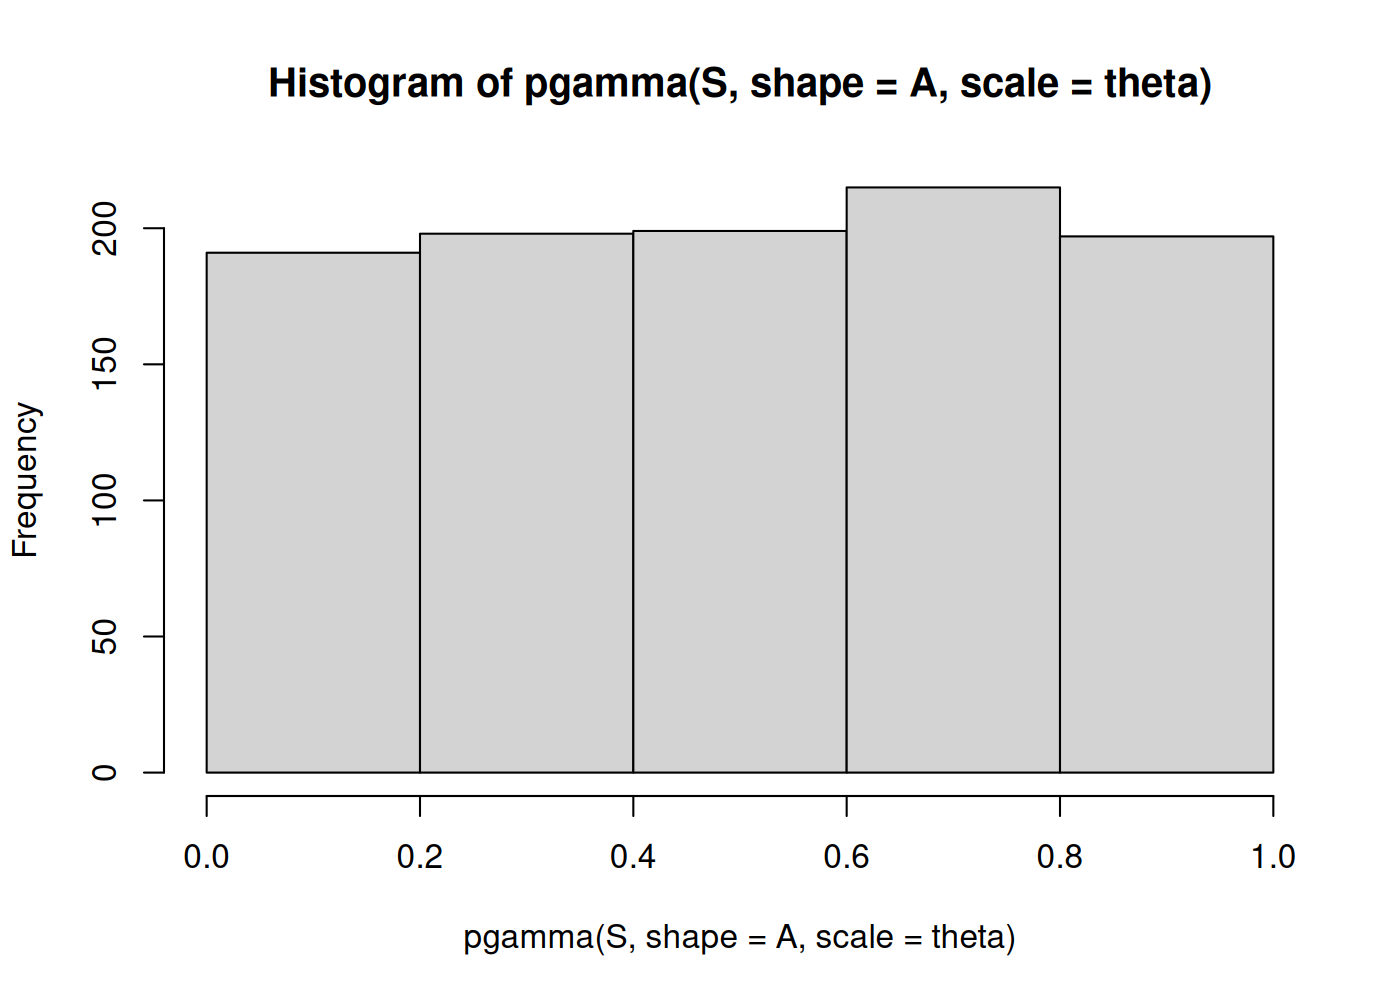 Histogram of pgamma(S, shape = A, scale = theta)
Frequency
200
150
100
50
0
0.0 0.2 0.4 0.6 0.8 1.0
pgamma(S, shape = A, scale = theta)